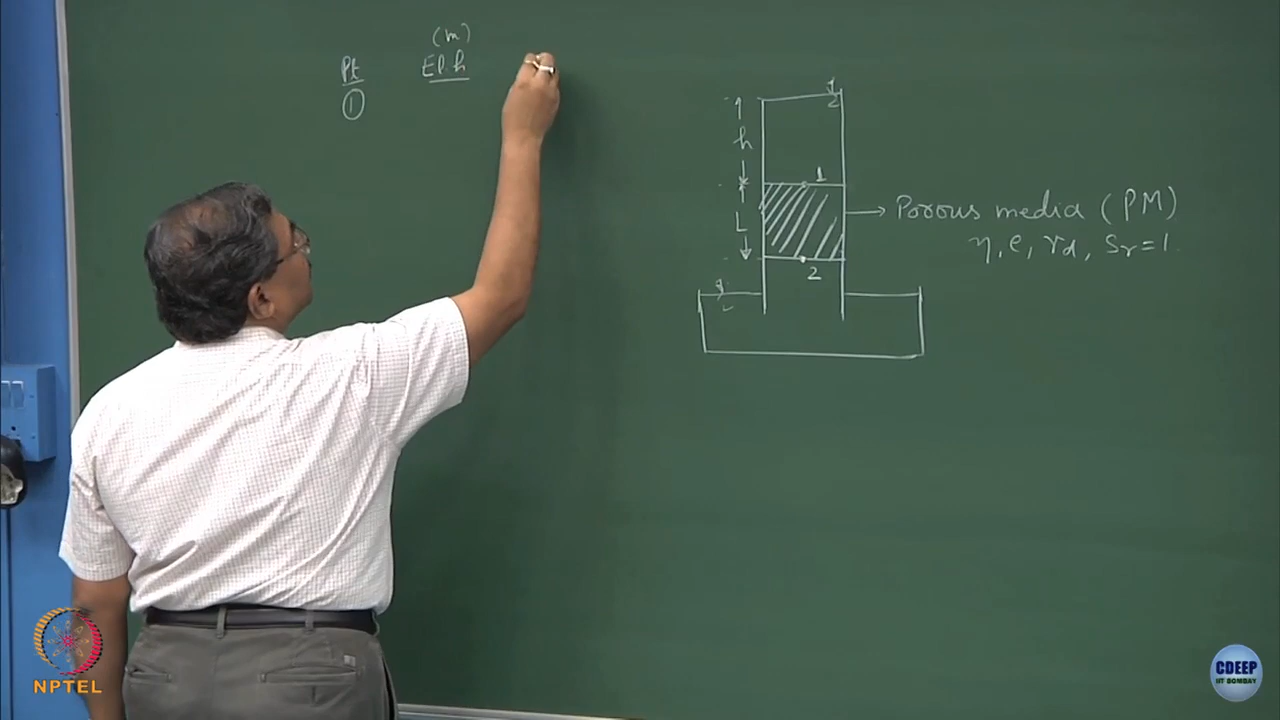 (m)
Pt El. h
①
h
1
L
2
→ Porous media (PM)
η, e, γd, Sr=1.
NPTEL
CDEEP
IIT BOMBAY